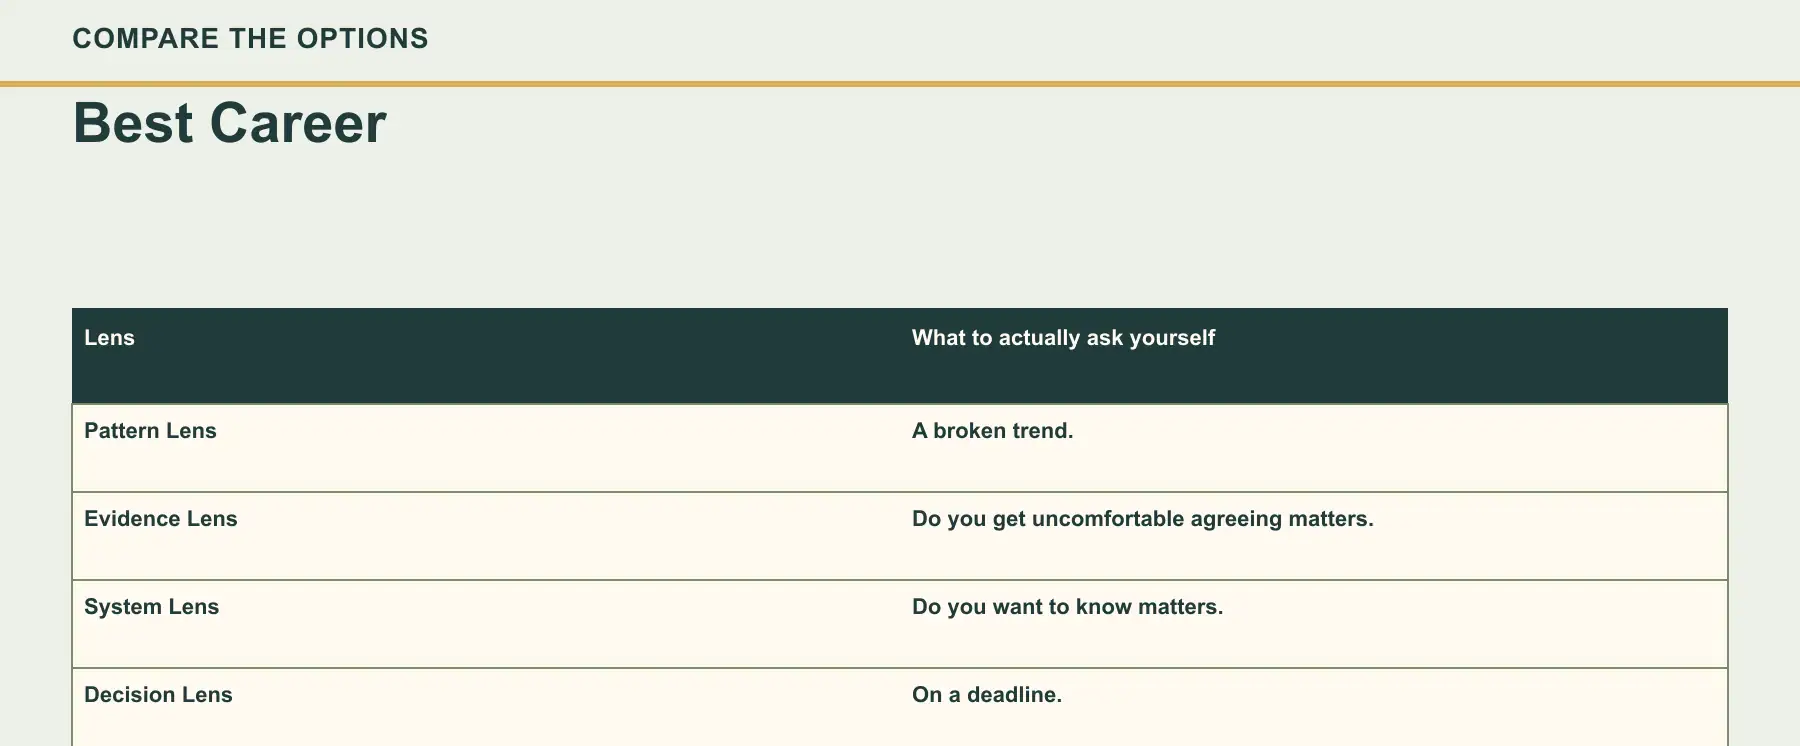 COMPARE THE OPTIONS
Best Career
Lens
What to actually ask yourself
Pattern Lens
A broken trend.
Evidence Lens
Do you get uncomfortable agreeing matters.
System Lens
Do you want to know matters.
Decision Lens
On a deadline.